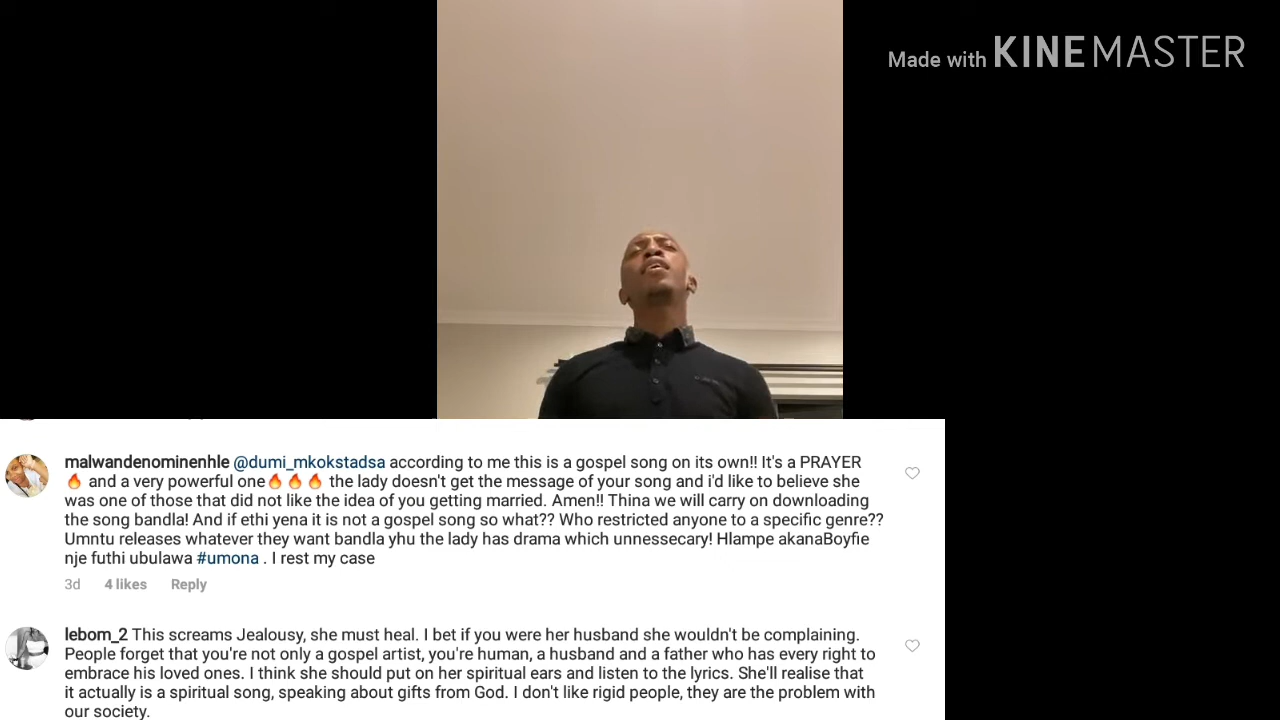 Made with KINEMASTER
malwandenominenhle @dumi_mkokstadsa according to me this is a gospel song on its own!! It's a PRAYER
🔥 and a very powerful one🔥🔥🔥 the lady doesn't get the message of your song and i'd like to believe she
was one of those that did not like the idea of you getting married. Amen!! Thina we will carry on downloading
the song bandla! And if ethi yena it is not a gospel song so what?? Who restricted anyone to a specific genre??
Umntu releases whatever they want bandla yhu the lady has drama which unnessecary! Hlampe akanaBoyfie
nje futhi ubulawa #umona . I rest my case
3d 4 likes Reply
lebom_2 This screams Jealousy, she must heal. I bet if you were her husband she wouldn't be complaining.
People forget that you're not only a gospel artist, you're human, a husband and a father who has every right to
embrace his loved ones. I think she should put on her spiritual ears and listen to the lyrics. She'll realise that
it actually is a spiritual song, speaking about gifts from God. I don't like rigid people, they are the problem with
our society.